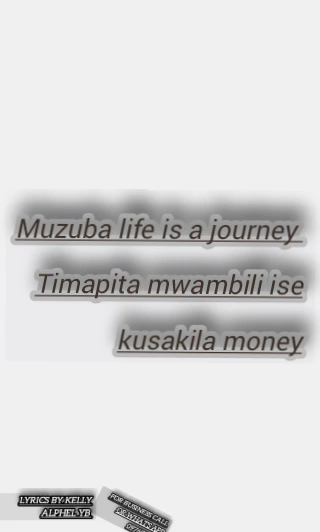 Muzuba life is a journey
Timapita mwambili ise
kusakila money
LYRICS BY KELLY
ALPHEL YB
FOR BUSINESS CALL
OR WHATSAPP